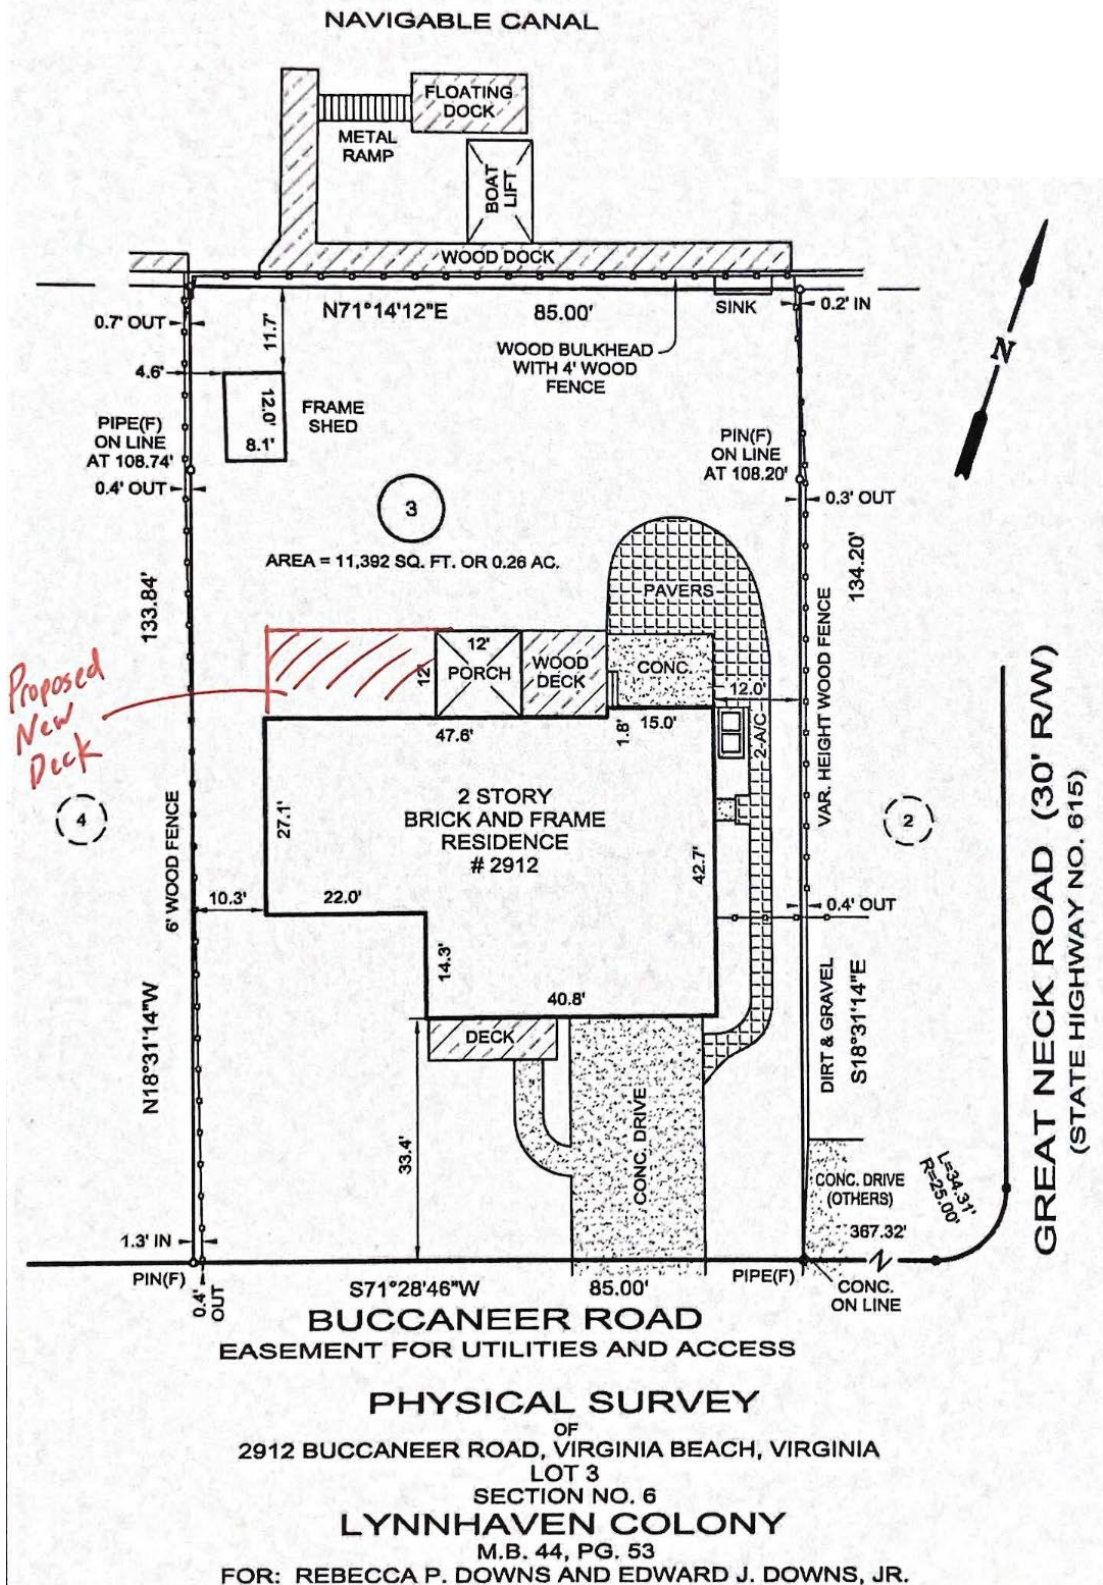 NAVIGABLE CANAL
FLOATING
DOCK
METAL
RAMP
BOAT
LIFT
WOOD DOCK
N71°14'12"E
85.00'
SINK
0.2' IN
0.7' OUT
11.7'
WOOD BULKHEAD
WITH 4' WOOD
FENCE
N
4.6'
12.0'
8.1'
FRAME
SHED
PIPE(F)
ON LINE
AT 108.74'
0.4' OUT
PIN(F)
ON LINE
AT 108.20'
0.3' OUT
3
AREA = 11,392 SQ. FT. OR 0.26 AC.
133.84'
134.20'
PAVERS
VAR. HEIGHT WOOD FENCE
Proposed
New
Deck
12'
12'
PORCH
WOOD
DECK
CONC.
12.0'
47.6'
1.8'
15.0'
2-A/C
4
2
2 STORY
BRICK AND FRAME
RESIDENCE
# 2912
27.1'
42.7'
6' WOOD FENCE
10.3'
22.0'
0.4' OUT
14.3'
40.8'
DECK
DIRT & GRAVEL
S18°31'14"E
N18°31'14"W
33.4'
CONC. DRIVE
CONC. DRIVE
(OTHERS)
L=34.31'
R=25.00'
367.32'
GREAT NECK ROAD (30' R/W)
(STATE HIGHWAY NO. 615)
1.3' IN
PIN(F)
0.4'
OUT
S71°28'46"W
85.00'
PIPE(F)
CONC.
ON LINE
BUCCANEER ROAD
EASEMENT FOR UTILITIES AND ACCESS
PHYSICAL SURVEY
OF
2912 BUCCANEER ROAD, VIRGINIA BEACH, VIRGINIA
LOT 3
SECTION NO. 6
LYNNHAVEN COLONY
M.B. 44, PG. 53
FOR: REBECCA P. DOWNS AND EDWARD J. DOWNS, JR.